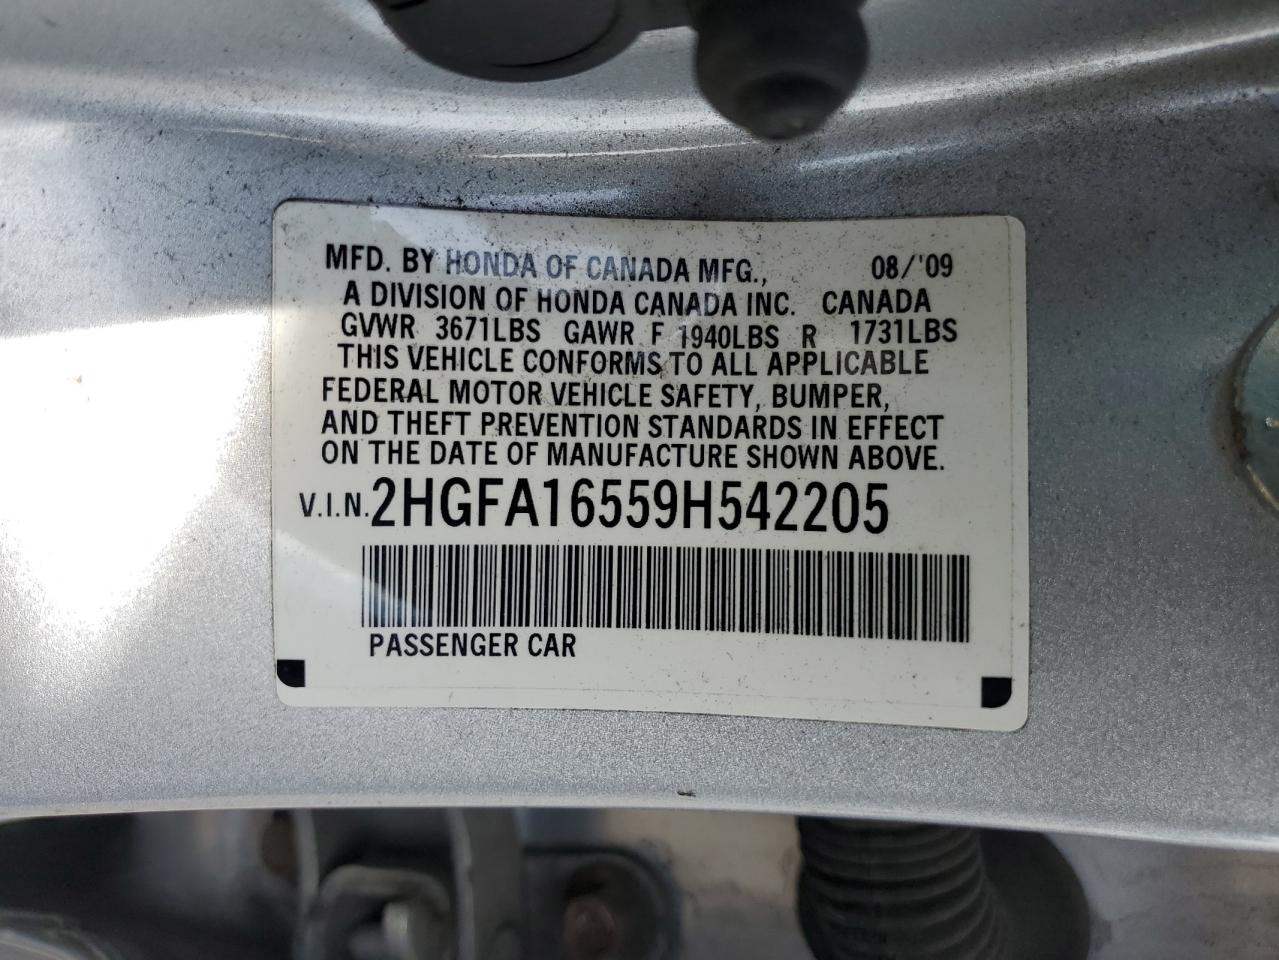 MFD. BY HONDA OF CANADA MFG., 08/'09
A DIVISION OF HONDA CANADA INC. CANADA
GVWR 3671LBS GAWR F 1940LBS R 1731LBS
THIS VEHICLE CONFORMS TO ALL APPLICABLE
FEDERAL MOTOR VEHICLE SAFETY, BUMPER,
AND THEFT PREVENTION STANDARDS IN EFFECT
ON THE DATE OF MANUFACTURE SHOWN ABOVE.
V.I.N. 2HGFA16559H542205
PASSENGER CAR